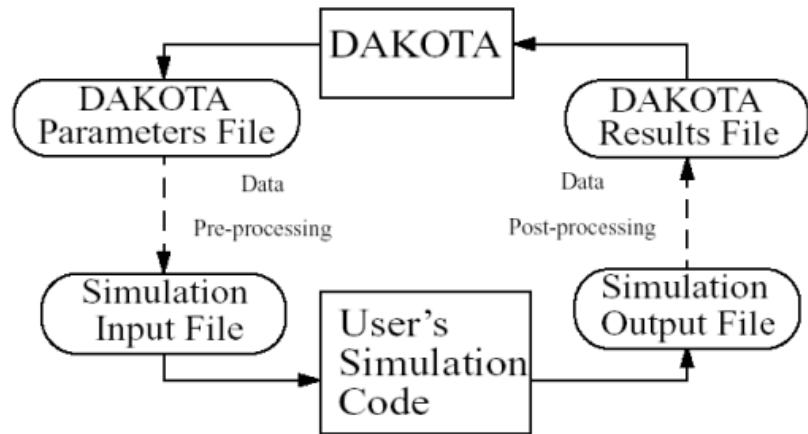 DAKOTA
DAKOTA
Parameters File
DAKOTA
Results File
Data
Pre-processing
Data
Post-processing
Simulation
Input File
User's
Simulation
Code
Simulation
Output File